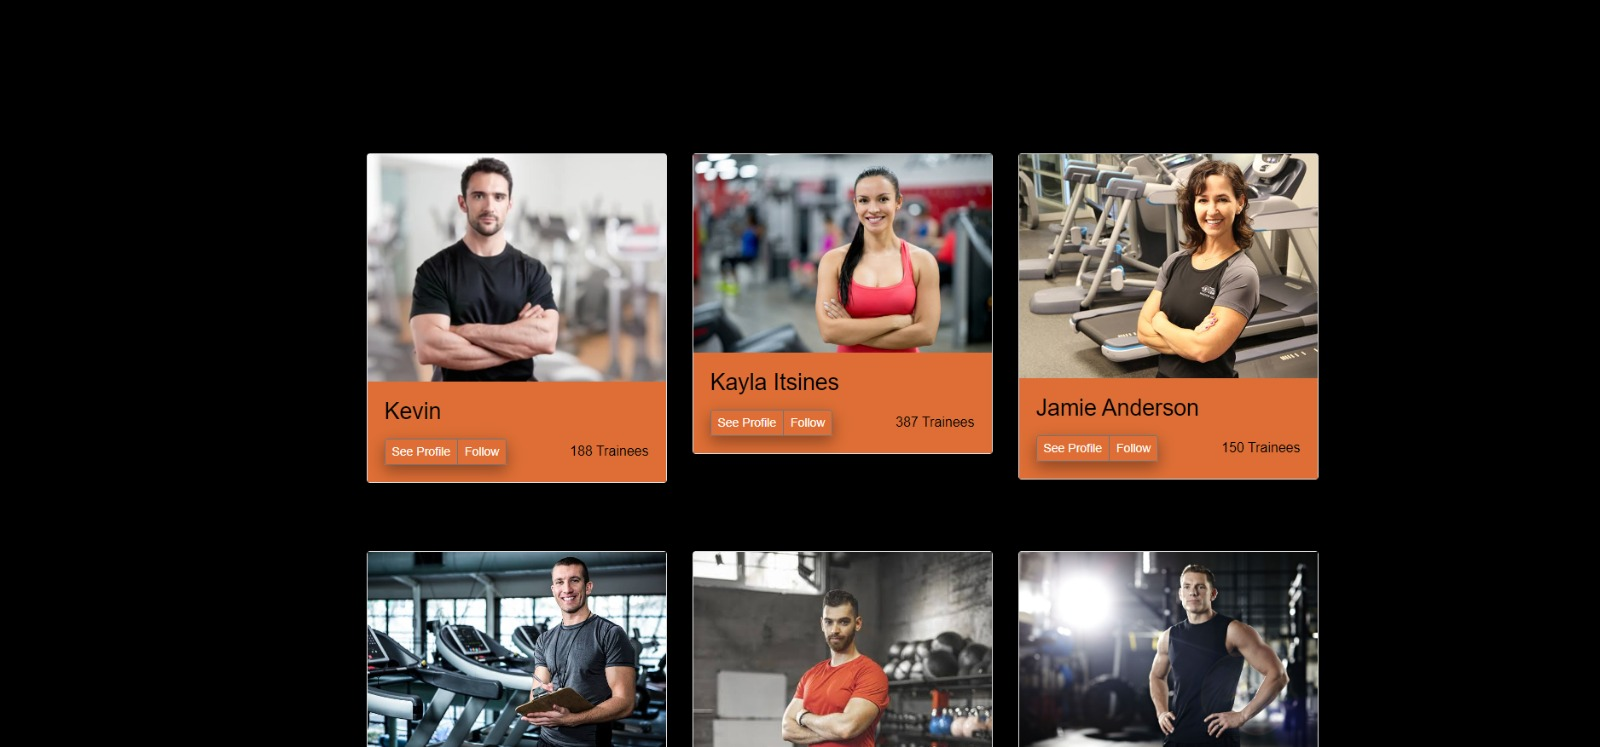 Kevin
See Profile Follow 188 Trainees
Kayla Itsines
See Profile Follow 387 Trainees
Jamie Anderson
See Profile Follow 150 Trainees